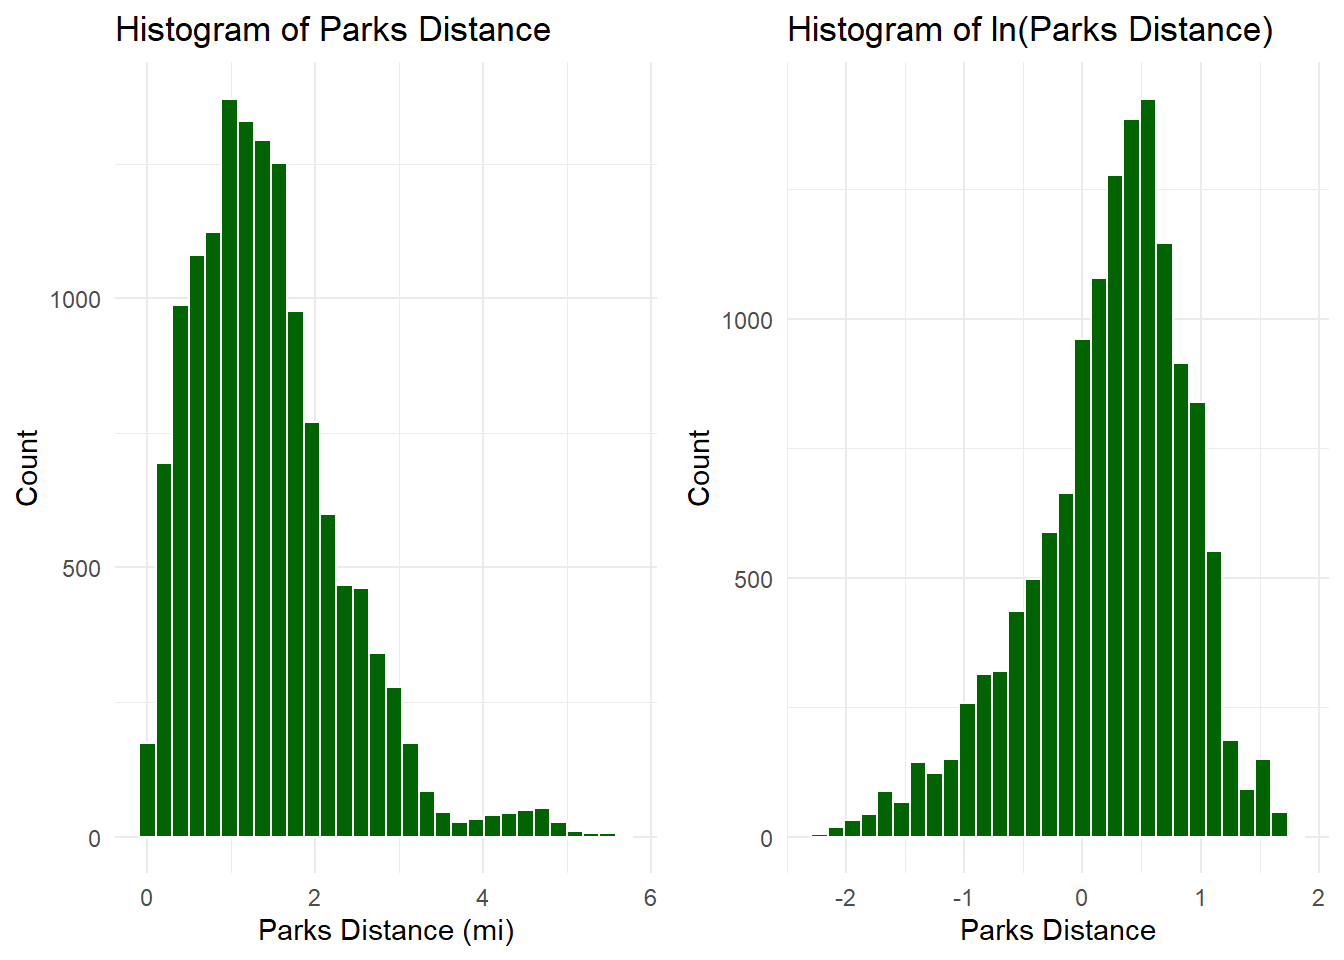 Histogram of Parks Distance
Count
1000
500
0
0 2 4 6
Parks Distance (mi)
Histogram of ln(Parks Distance)
Count
1000
500
0
-2 -1 0 1 2
Parks Distance